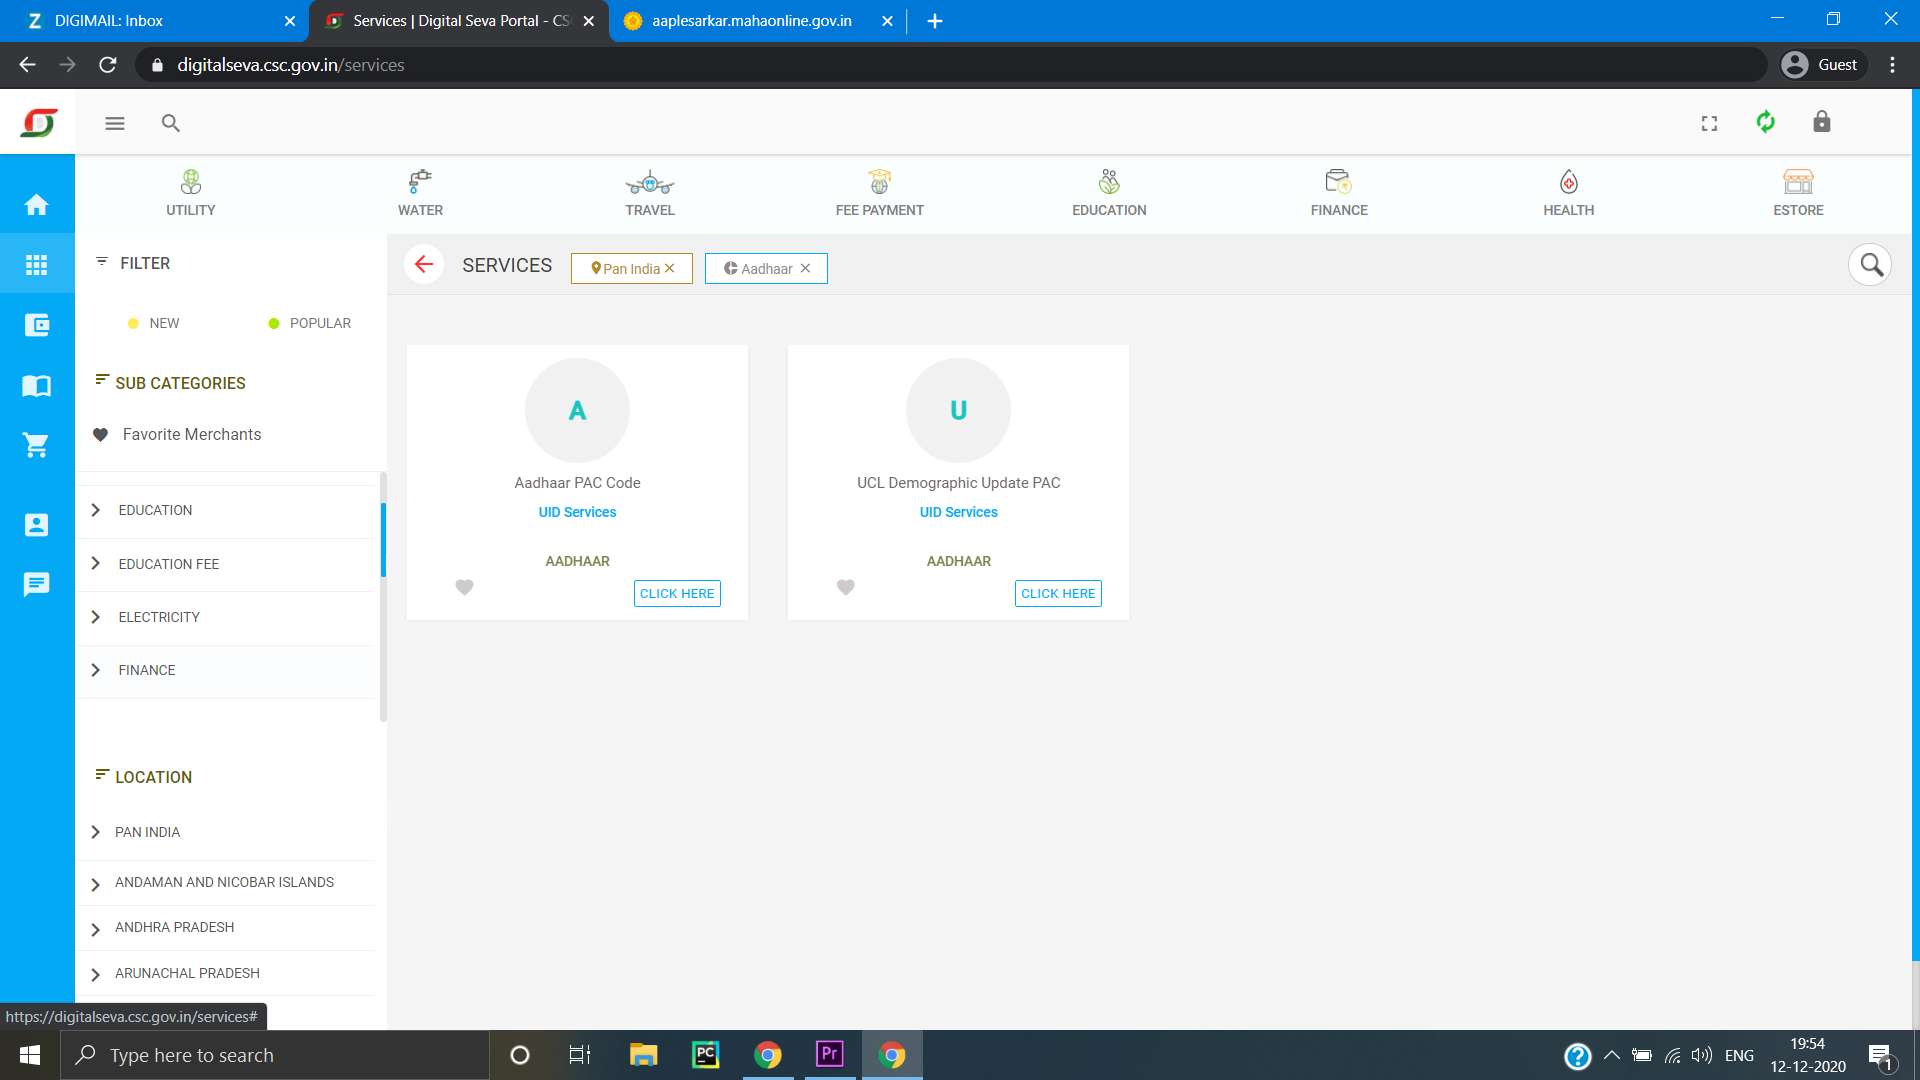 DIGIMAIL: Inbox
Services | Digital Seva Portal - CS
aaplesarkar.mahaonline.gov.in
digitalseva.csc.gov.in/services
Guest
UTILITY
WATER
TRAVEL
FEE PAYMENT
EDUCATION
FINANCE
HEALTH
ESTORE
FILTER
NEW
POPULAR
SUB CATEGORIES
Favorite Merchants
EDUCATION
EDUCATION FEE
ELECTRICITY
FINANCE
LOCATION
PAN INDIA
ANDAMAN AND NICOBAR ISLANDS
ANDHRA PRADESH
ARUNACHAL PRADESH
SERVICES
Pan India
Aadhaar
A
Aadhaar PAC Code
UID Services
AADHAAR
CLICK HERE
U
UCL Demographic Update PAC
UID Services
AADHAAR
CLICK HERE
https://digitalseva.csc.gov.in/services#
Type here to search
PC
Pr
ENG
19:54
12-12-2020
1